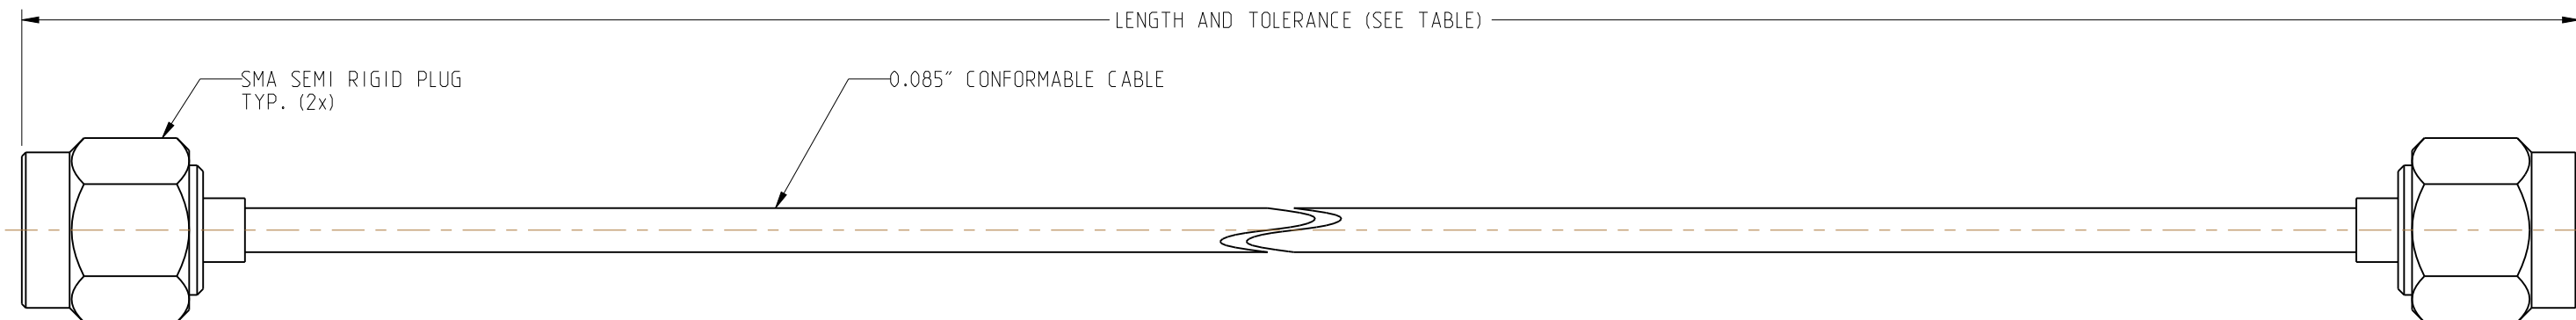 LENGTH AND TOLERANCE (SEE TABLE)
SMA SEMI RIGID PLUG
TYP. (2x)
0.085″ CONFORMABLE CABLE